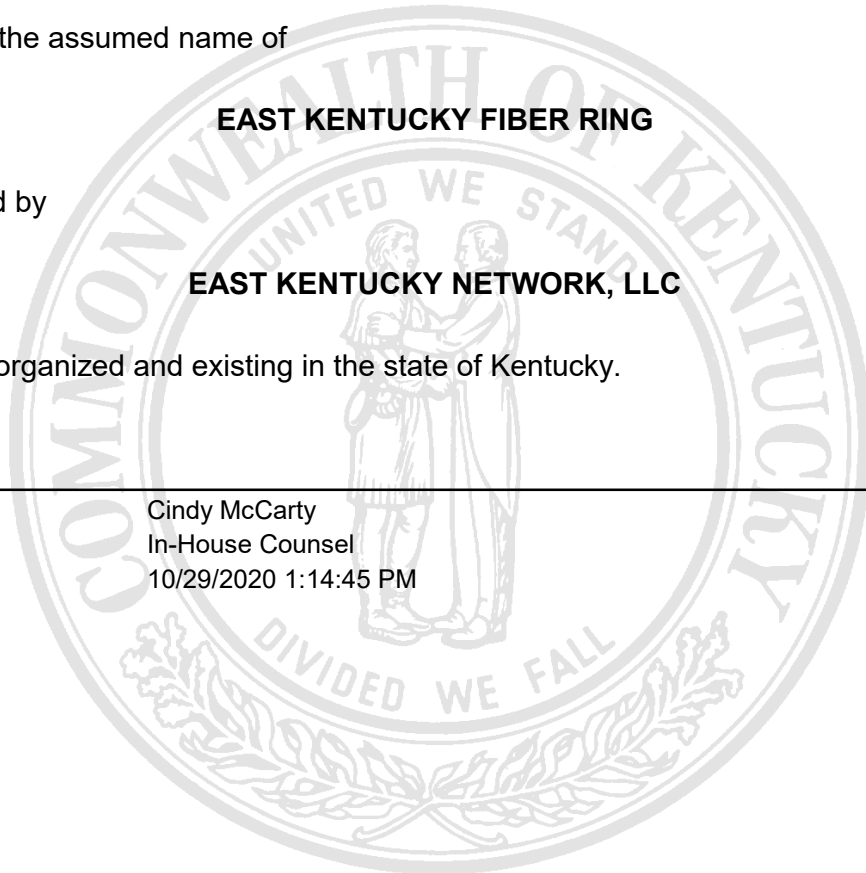 the assumed name of
EAST KENTUCKY FIBER RING
d by
EAST KENTUCKY NETWORK, LLC
organized and existing in the state of Kentucky.
Cindy McCarty
In-House Counsel
10/29/2020 1:14:45 PM
COMMONWEALTH OF KENTUCKY
UNITED WE STAND
DIVIDED WE FALL